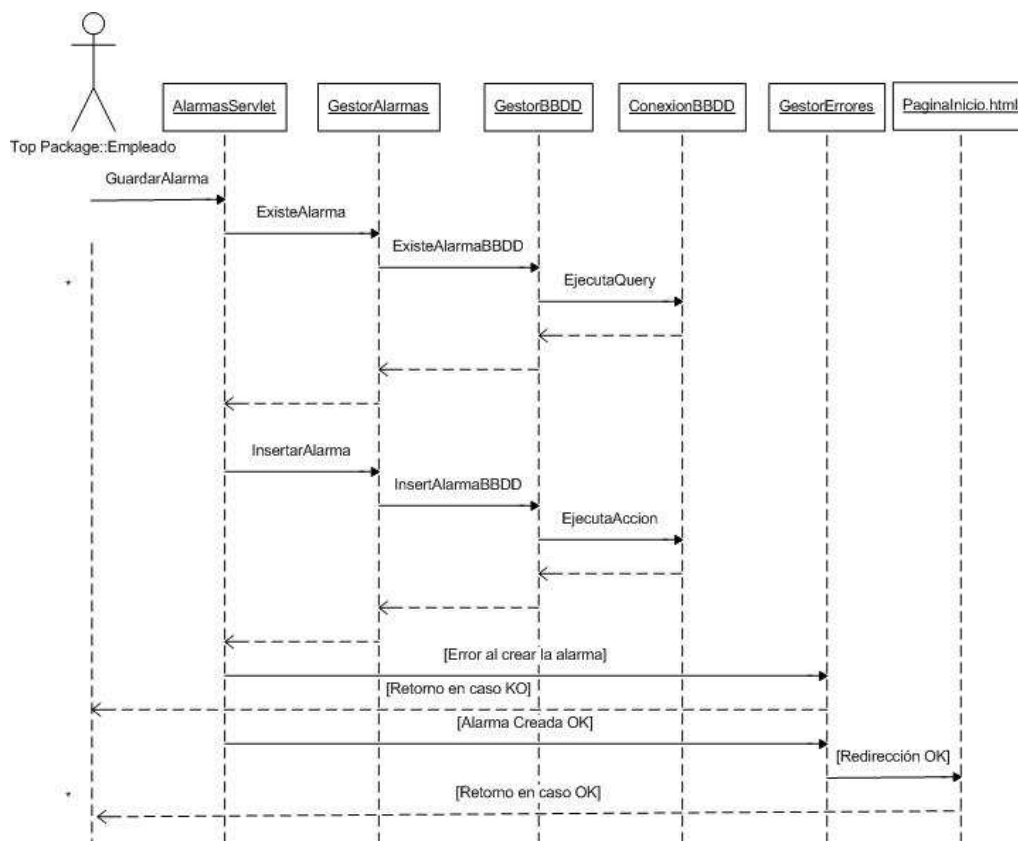 AlarmasServlet
GestorAlarmas
GestorBBDD
ConexionBBDD
GestorErrores
PaginaInicio.html
Top Package::Empleado
GuardarAlarma
ExisteAlarma
ExisteAlarmaBBDD
*
EjecutaQuery
InsertarAlarma
InsertAlarmaBBDD
EjecutaAccion
[Error al crear la alarma]
[Retorno en caso KO]
[Alarma Creada OK]
[Redirección OK]
*
[Retorno en caso OK]